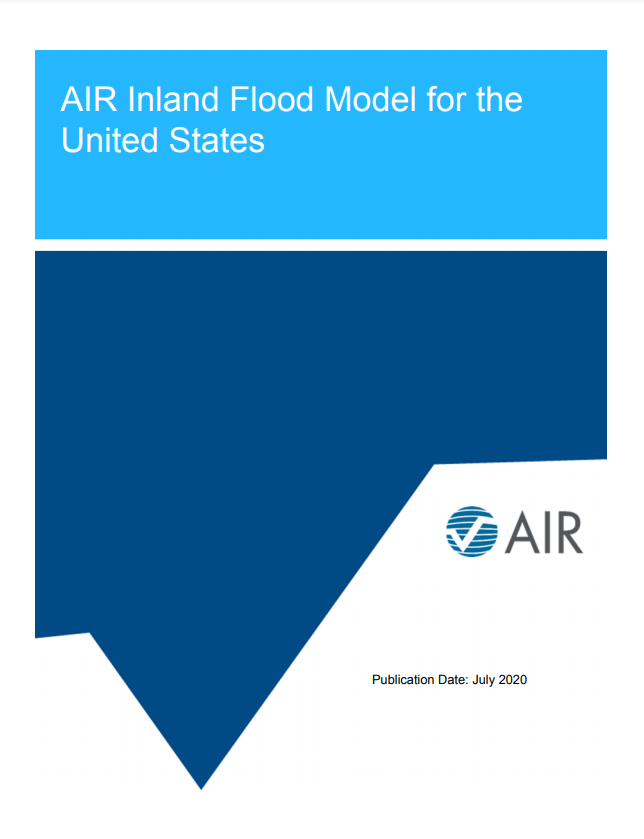 AIR Inland Flood Model for the
United States
AIR
Publication Date: July 2020